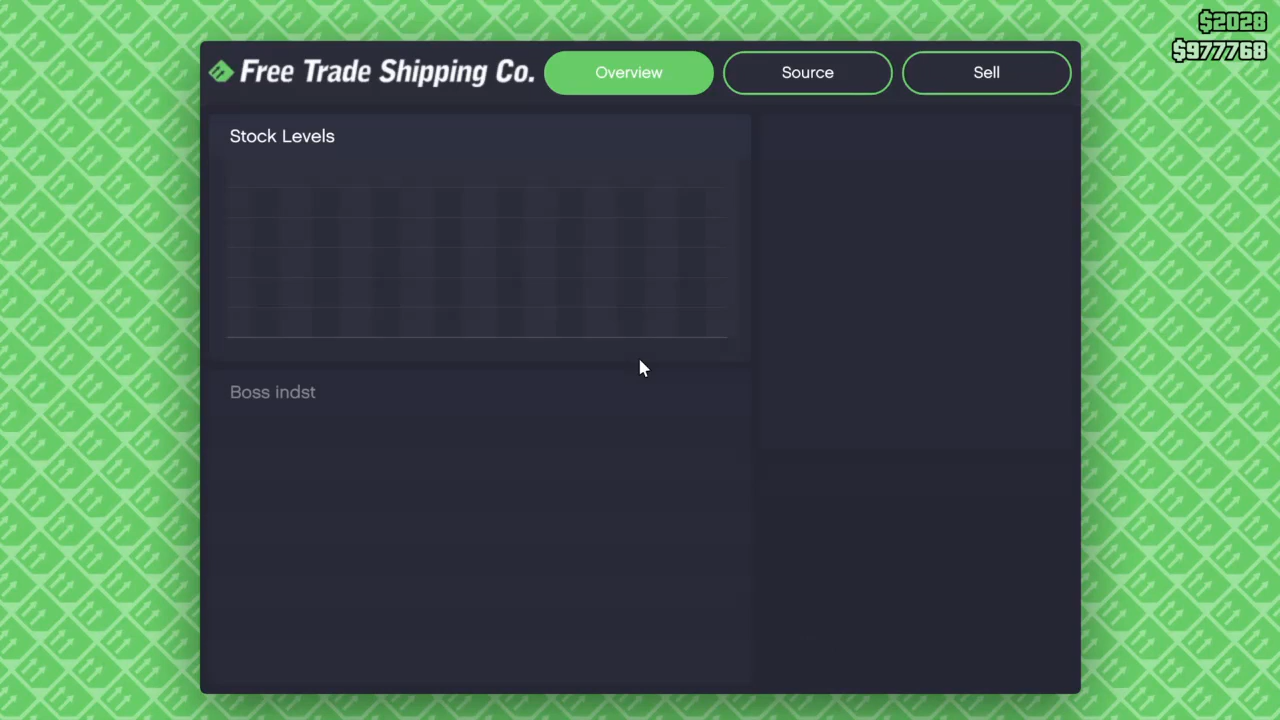 $2028
$977768
Free Trade Shipping Co.
Overview
Source
Sell
Stock Levels
Boss indst